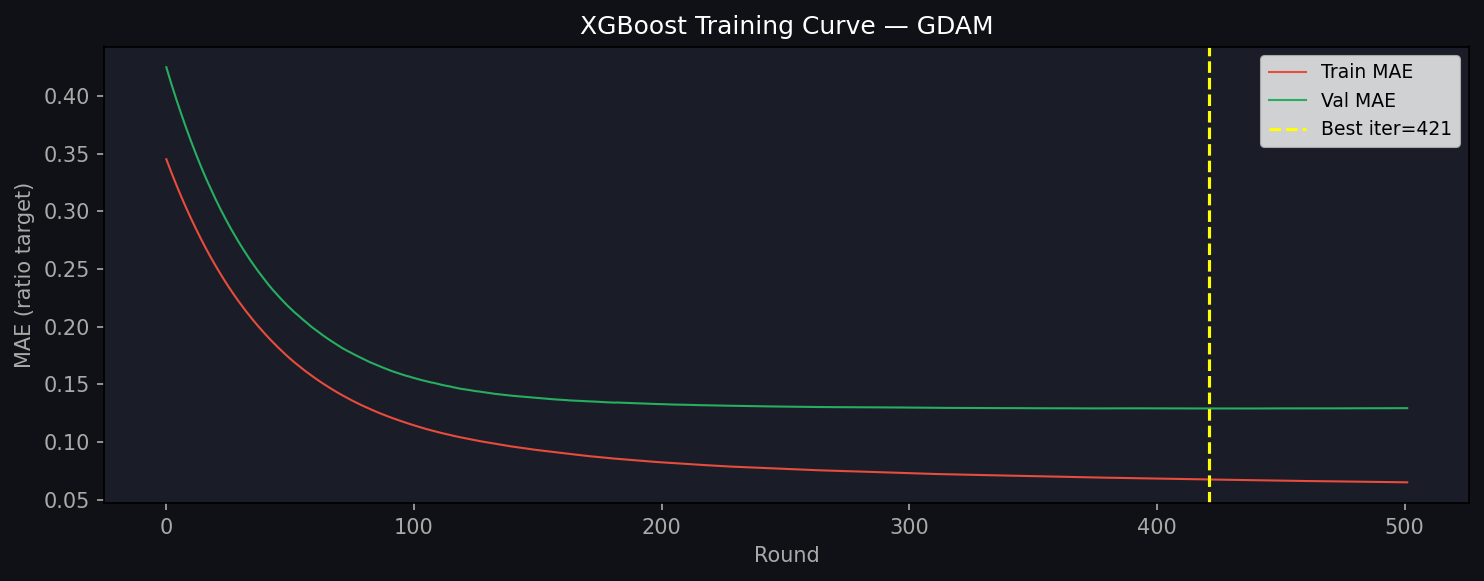 XGBoost Training Curve — GDAM
Train MAE
Val MAE
Best iter=421
MAE (ratio target)
0.40
0.35
0.30
0.25
0.20
0.15
0.10
0.05
0
100
200
300
400
500
Round